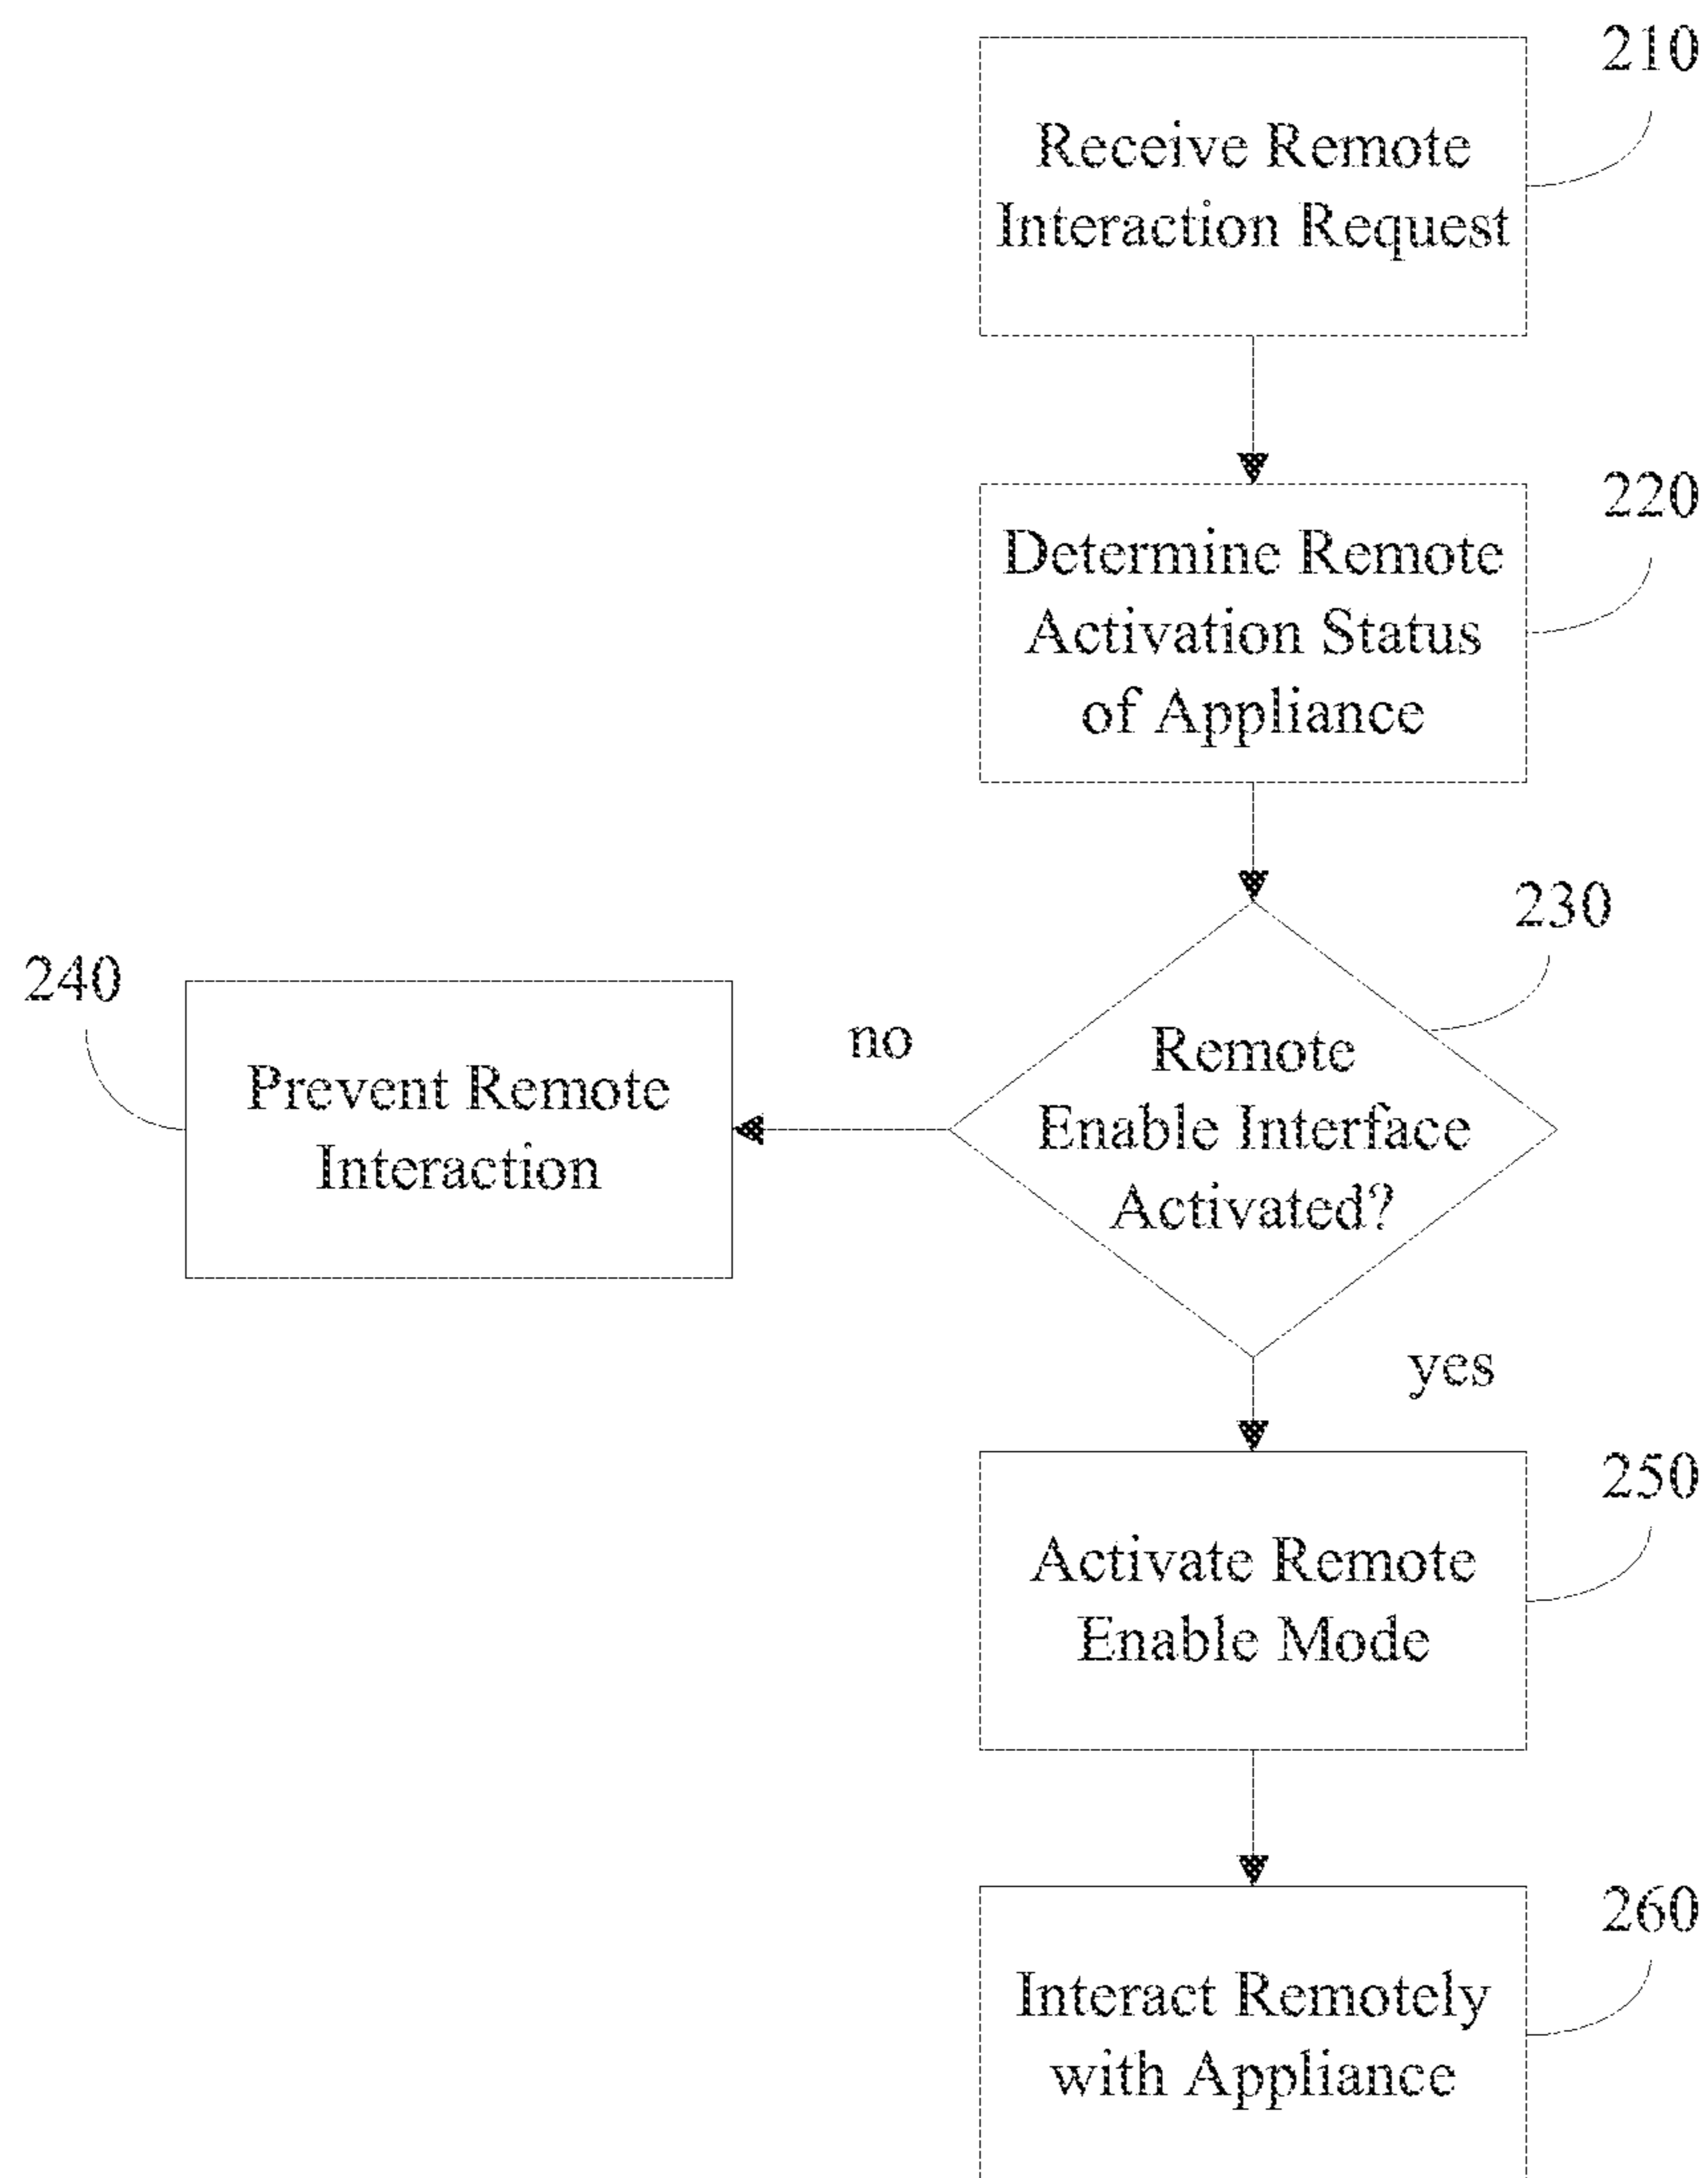 210
Receive Remote
Interaction Request
220
Determine Remote
Activation Status
of Appliance
230
Remote
Enable Interface
Activated?
no
240
Prevent Remote
Interaction
yes
250
Activate Remote
Enable Mode
260
Interact Remotely
with Appliance